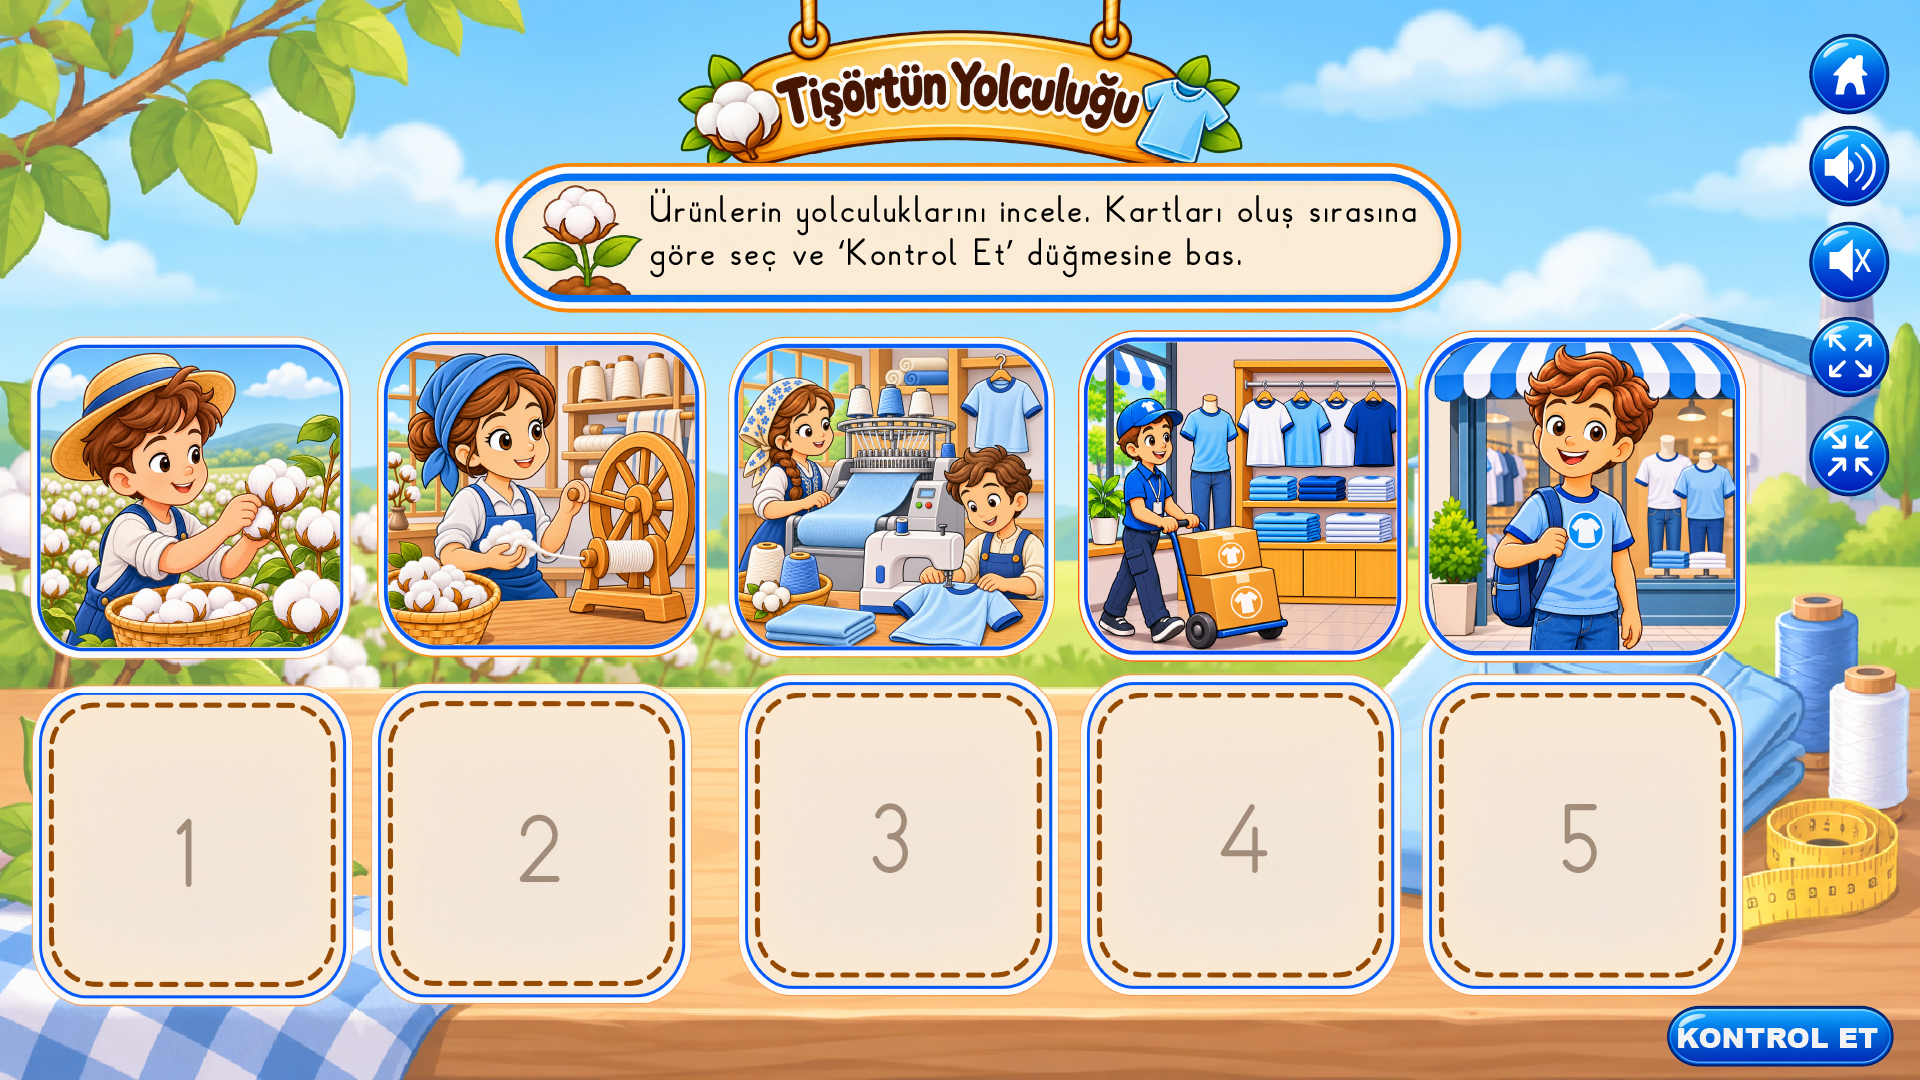 Tişörtün Yolculuğu
Ürünlerin yolculuklarını incele. Kartları oluş sırasına
göre seç ve ‘Kontrol Et’ düğmesine bas.
1
2
3
4
5
KONTROL ET